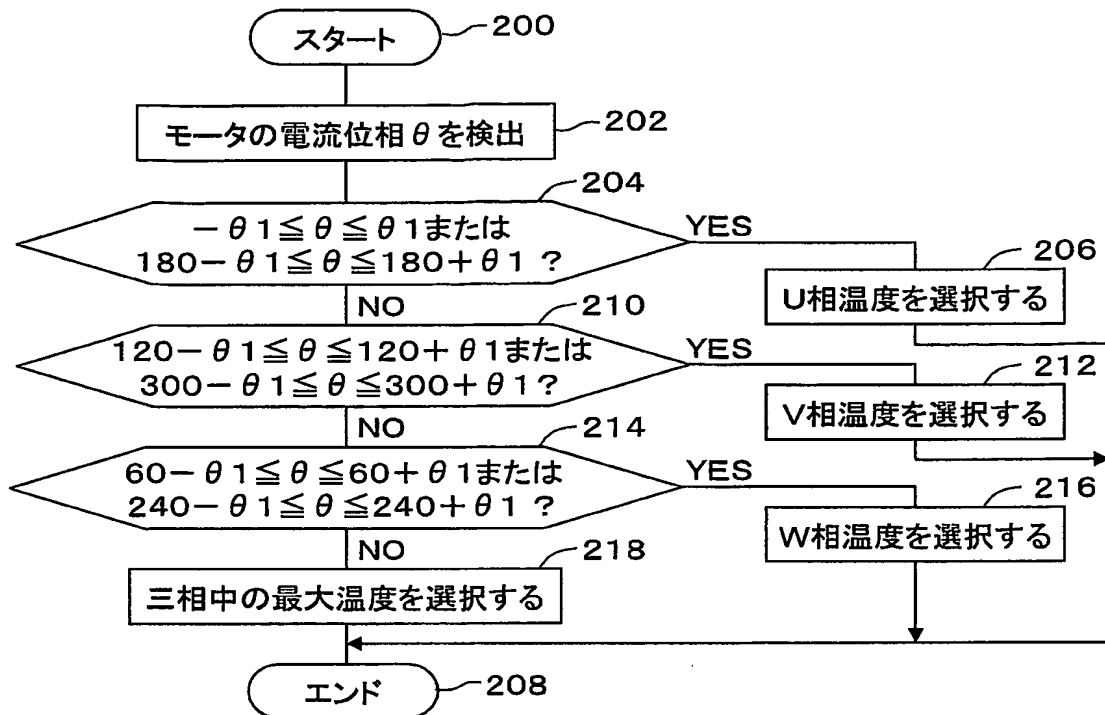 スタート
200
モータの電流位相θを検出
202
204
-θ1≦θ≦θ1または
180-θ1≦θ≦180+θ1?
YES
206
U相温度を選択する
NO
210
120-θ1≦θ≦120+θ1または
300-θ1≦θ≦300+θ1?
YES
212
V相温度を選択する
NO
214
60-θ1≦θ≦60+θ1または
240-θ1≦θ≦240+θ1?
YES
216
W相温度を選択する
NO
218
三相中の最大温度を選択する
エンド
208